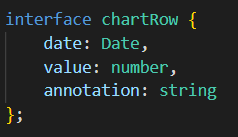 interface chartRow {
    date: Date,
    value: number,
    annotation: string
};